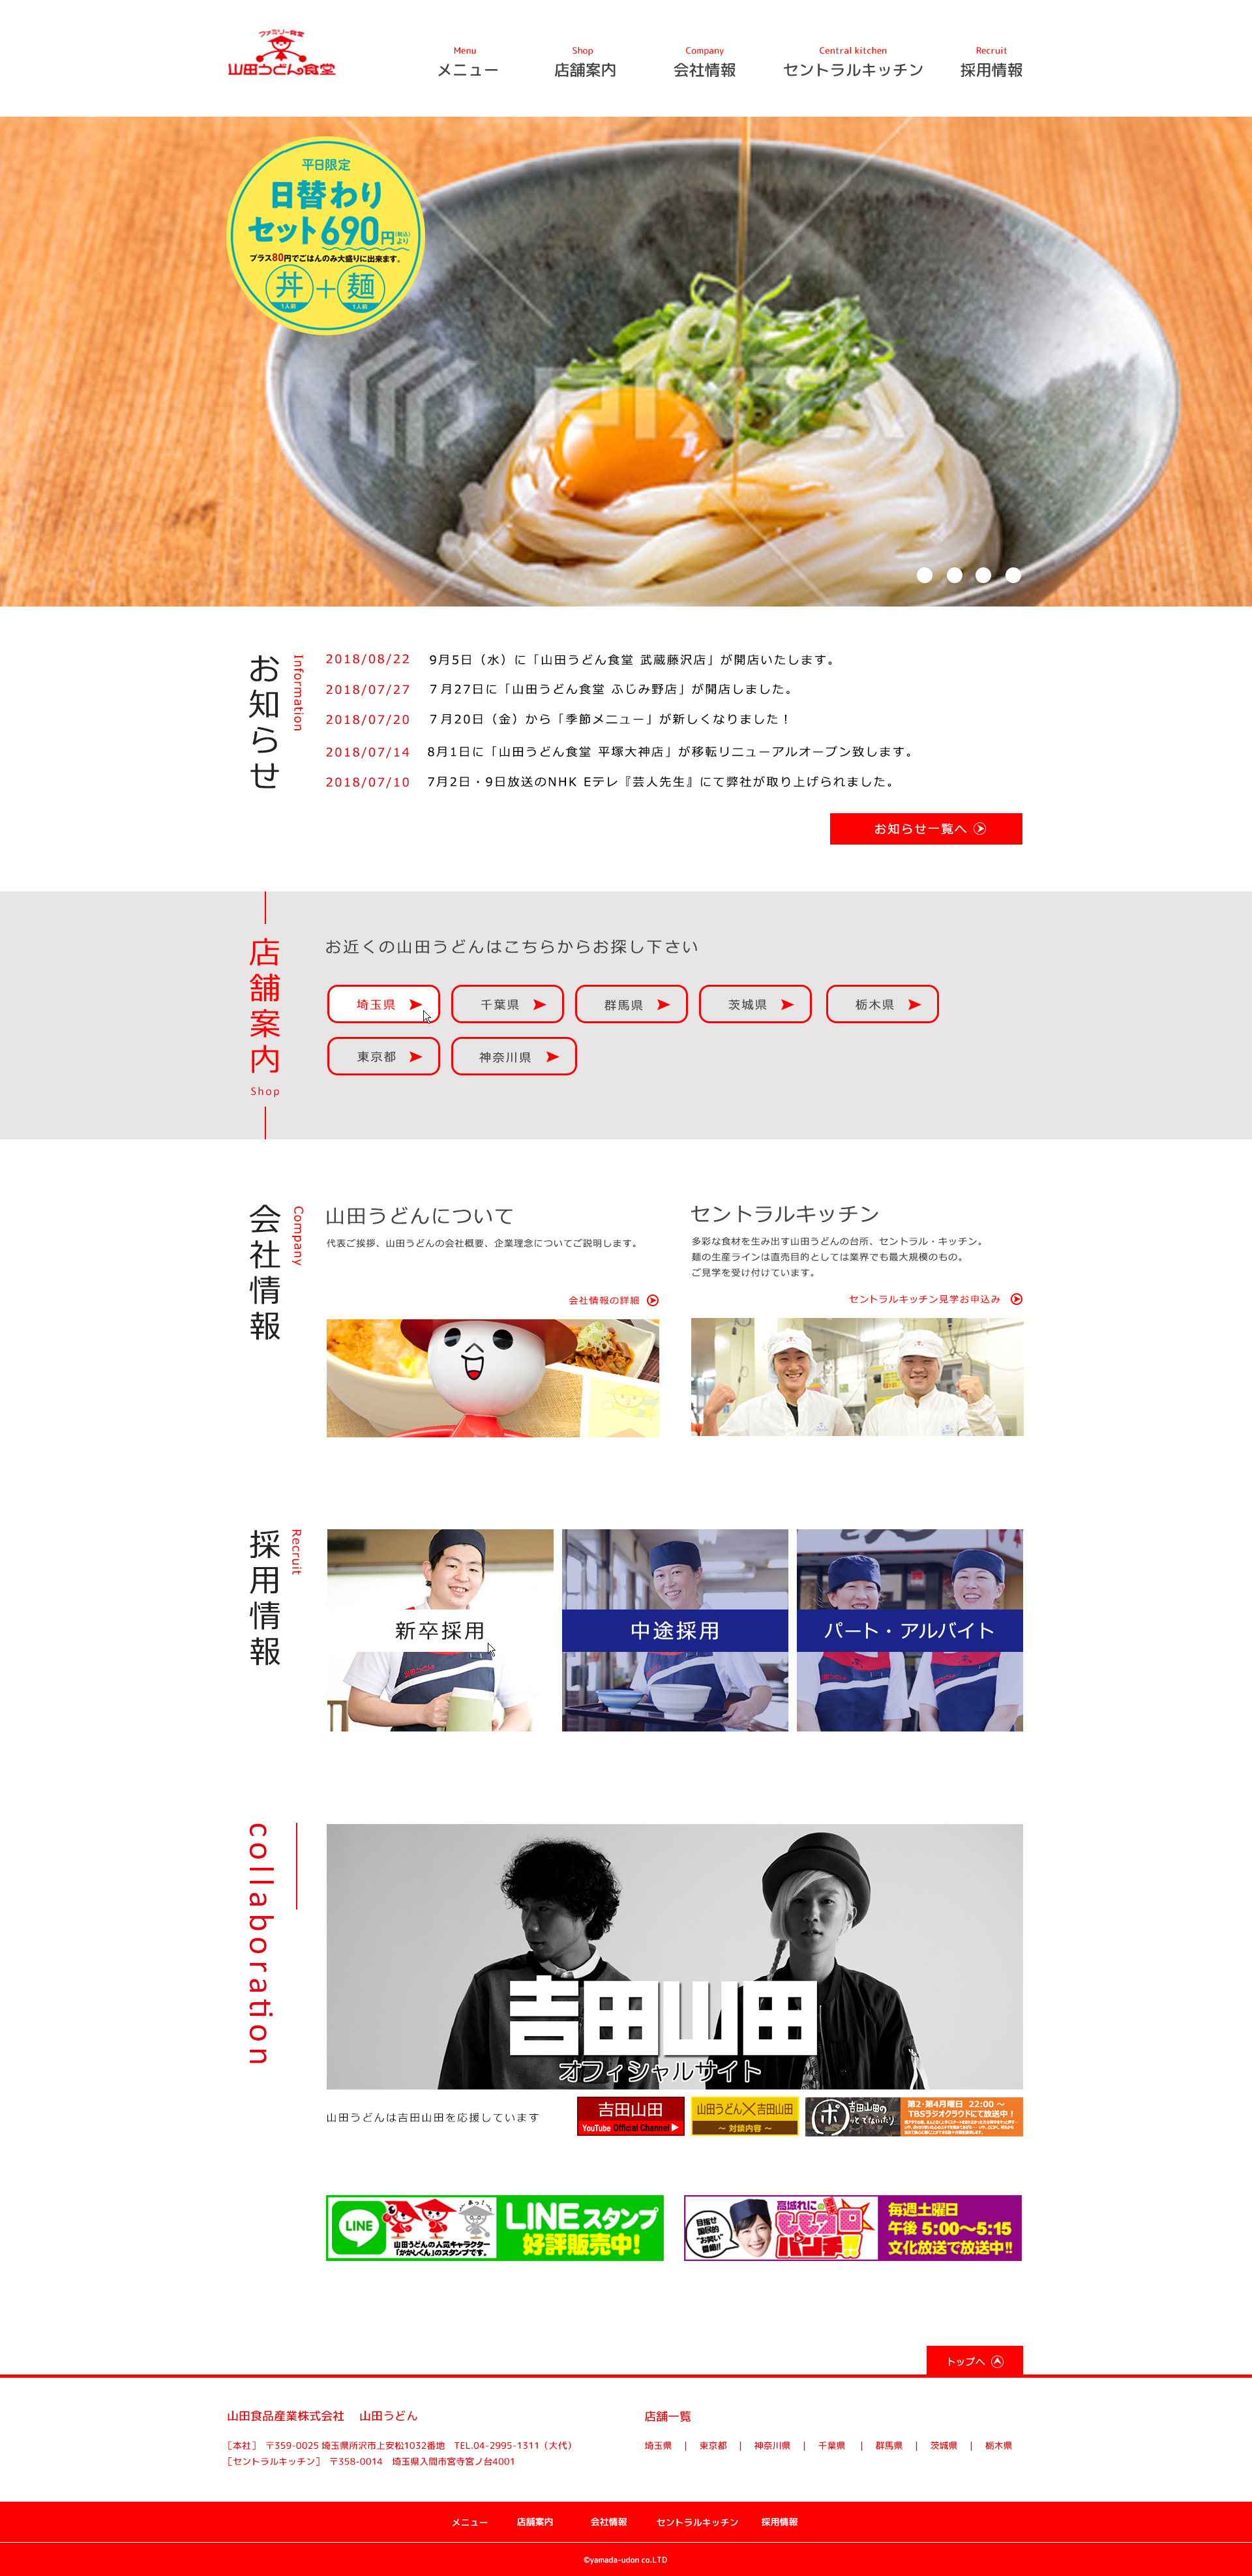 ファミリー食堂
山田うどん食堂
Menu
メニュー
Shop
店舗案内
Company
会社情報
Central kitchen
セントラルキッチン
Recruit
採用情報
平日限定
日替わり
セット690円(税込)より
プラス80円でごはんのみ大盛りに出来ます。
丼+麺
1人前 1人前
お知らせ
Information
2018/08/22 9月5日（水）に「山田うどん食堂 武蔵藤沢店」が開店いたします。
2018/07/27 ７月27日に「山田うどん食堂 ふじみ野店」が開店しました。
2018/07/20 ７月20日（金）から「季節メニュー」が新しくなりました！
2018/07/14 8月1日に「山田うどん食堂 平塚大神店」が移転リニューアルオープン致します。
2018/07/10 7月2日・9日放送のNHK Eテレ『芸人先生』にて弊社が取り上げられました。
お知らせ一覧へ
店舗案内
Shop
お近くの山田うどんはこちらからお探し下さい
埼玉県 千葉県 群馬県 茨城県 栃木県
東京都 神奈川県
会社情報
Company
山田うどんについて
代表ご挨拶、山田うどんの会社概要、企業理念についてご説明します。
会社情報の詳細
セントラルキッチン
多彩な食材を生み出す山田うどんの台所、セントラル・キッチン。
麺の生産ラインは直売目的としては業界でも最大規模のもの。
ご見学を受け付けています。
セントラルキッチン見学お申込み
採用情報
Recruit
新卒採用
中途採用
パート・アルバイト
collaboration
吉田山田
オフィシャルサイト
山田うどんは吉田山田を応援しています
吉田山田
YouTube Official Channel
山田うどん×吉田山田
～ 対談内容 ～
吉田山田の
ポッとでないふたり
第2・第4月曜日 22:00 ～
TBSラジオクラウドにて放送中！
LINE
あっ！
山田うどんの人気キャラクター
「かかしくん」のスタンプです。
LINEスタンプ
好評販売中!
目指せ
国民的
"お笑い"
番組!!
高城れにの
週末
ももクロ
パンチ!!
毎週土曜日
午後 5:00～5:15
文化放送で放送中!!
トップへ
山田食品産業株式会社 山田うどん
［本社］ 〒359-0025 埼玉県所沢市上安松1032番地 TEL.04-2995-1311（大代）
［セントラルキッチン］ 〒358-0014 埼玉県入間市宮寺宮ノ台4001
店舗一覧
埼玉県 | 東京都 | 神奈川県 | 千葉県 | 群馬県 | 茨城県 | 栃木県
メニュー 店舗案内 会社情報 セントラルキッチン 採用情報
©yamada-udon co.LTD